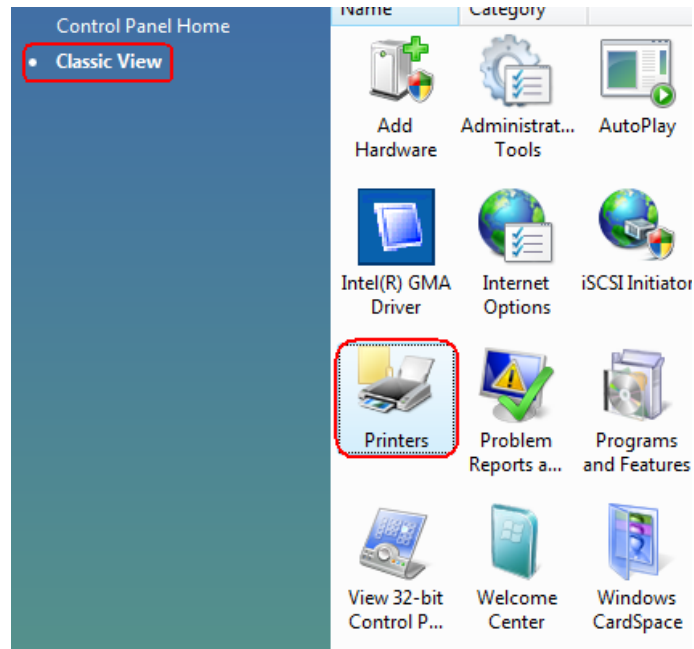 Control Panel Home
• Classic View
Name Category
Add Hardware
Administrat... Tools
AutoPlay
Intel(R) GMA Driver
Internet Options
iSCSI Initiator
Printers
Problem Reports a...
Programs and Features
View 32-bit Control P...
Welcome Center
Windows CardSpace